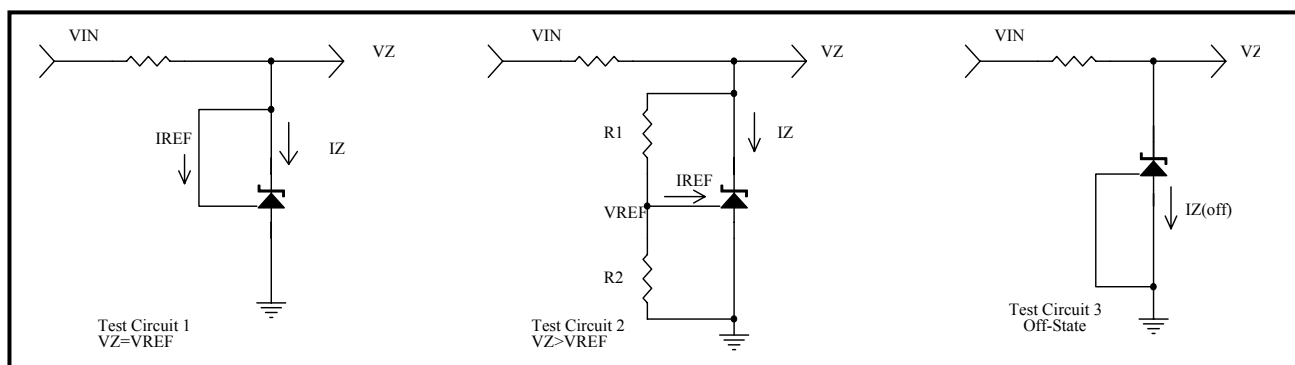 VIN
VZ
IREF
IZ
Test Circuit 1
VZ=VREF
VIN
VZ
R1
IZ
IREF
VREF
R2
Test Circuit 2
VZ>VREF
VIN
VZ
IZ(off)
Test Circuit 3
Off-State